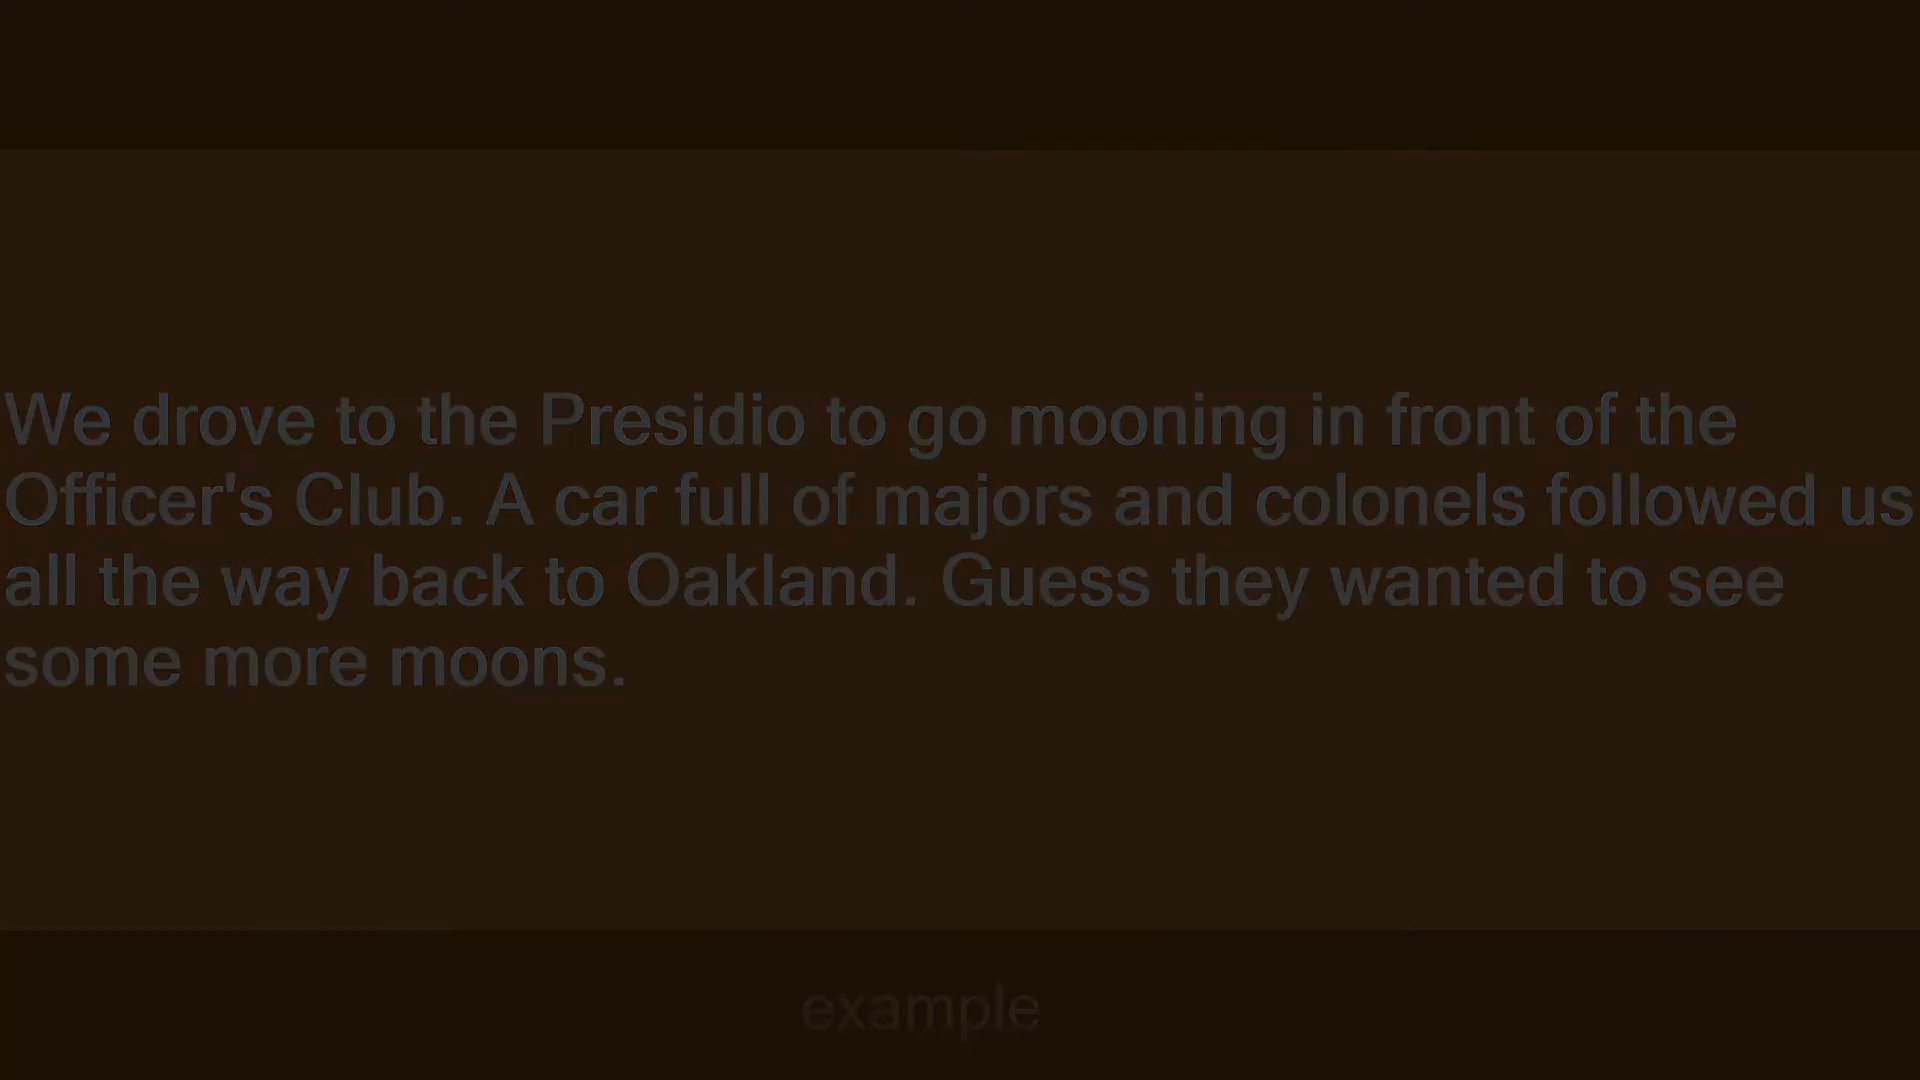 We drove to the Presidio to go mooning in front of the
Officer's Club. A car full of majors and colonels followed us
all the way back to Oakland. Guess they wanted to see
some more moons.
example